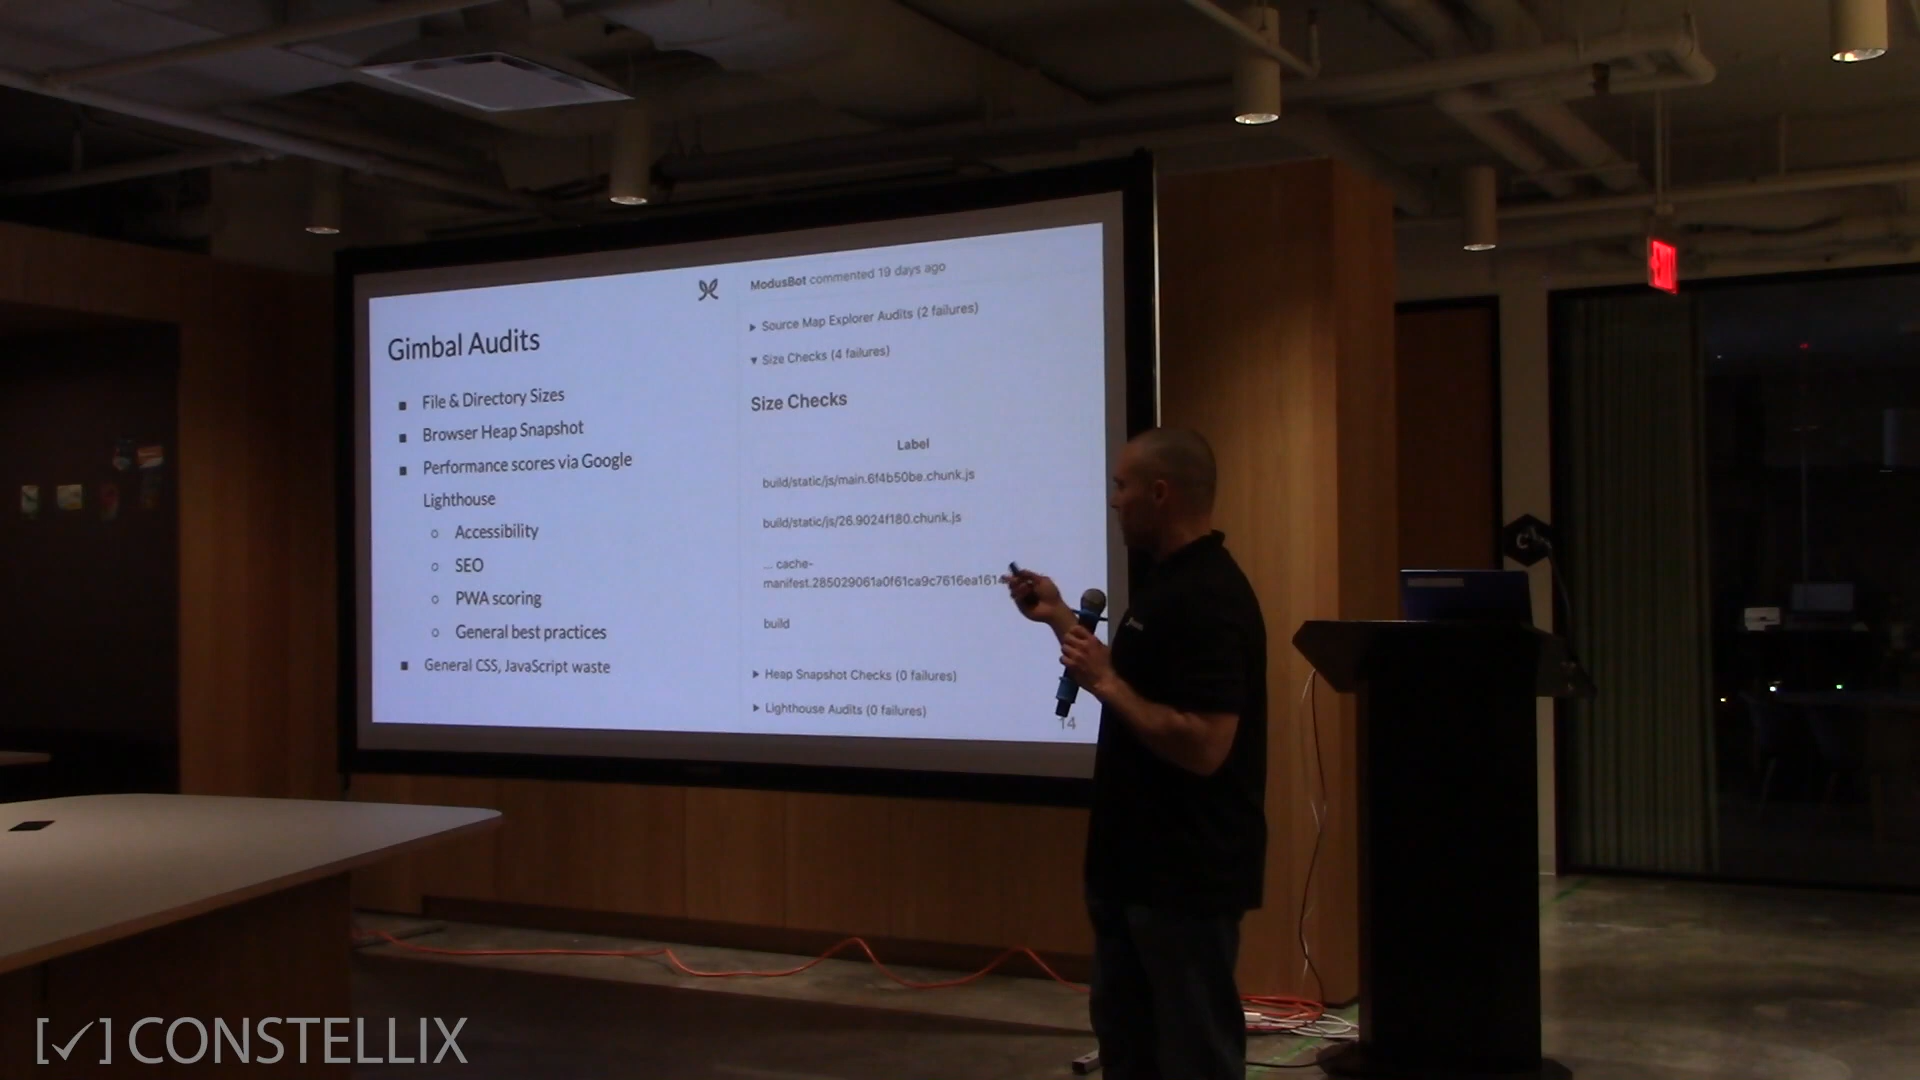 Gimbal Audits
File & Directory Sizes
Browser Heap Snapshot
Performance scores via Google
Lighthouse
Accessibility
SEO
PWA scoring
General best practices
General CSS, JavaScript waste
ModusBot commented 19 days ago
Source Map Explorer Audits (2 failures)
Size Checks (4 failures)
Size Checks
Label
build/static/js/main.6f4b50be.chunk.js
build/static/js/26.9024f180.chunk.js
... cache-
manifest.285029061a0f61ca9c7616ea1614
build
Heap Snapshot Checks (0 failures)
Lighthouse Audits (0 failures)
14
EXIT
CONSTELLIX